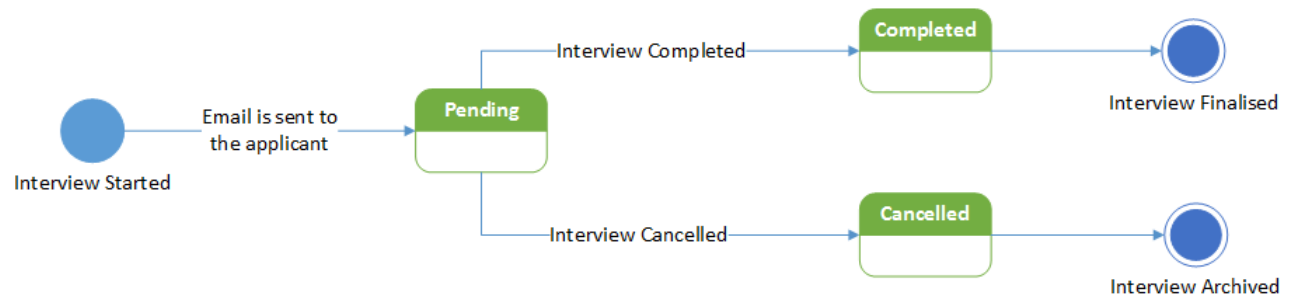 Completed
Interview Completed
Interview Finalised
Email is sent to
the applicant
Pending
Interview Started
Cancelled
Interview Cancelled
Interview Archived